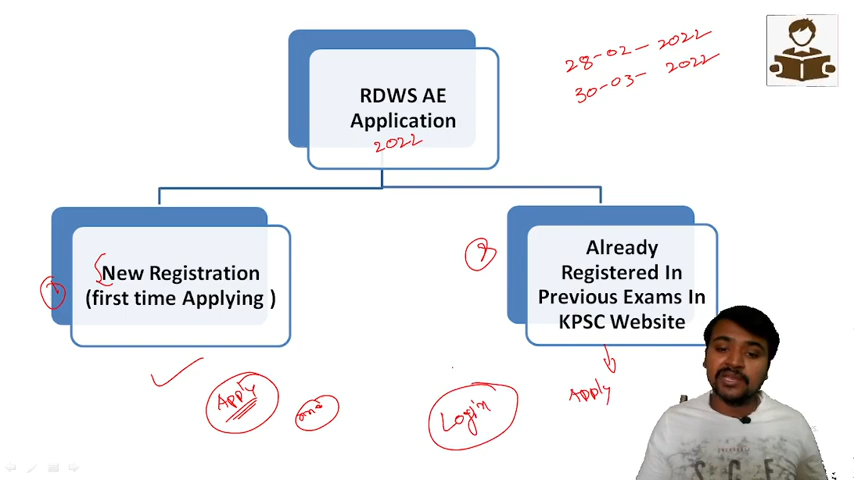 28-02-2022
30-03-2022
RDWS AE
Application
2022
New Registration
(first time Applying )
Already
Registered In
Previous Exams In
KPSC Website
Apply
Login
Apply